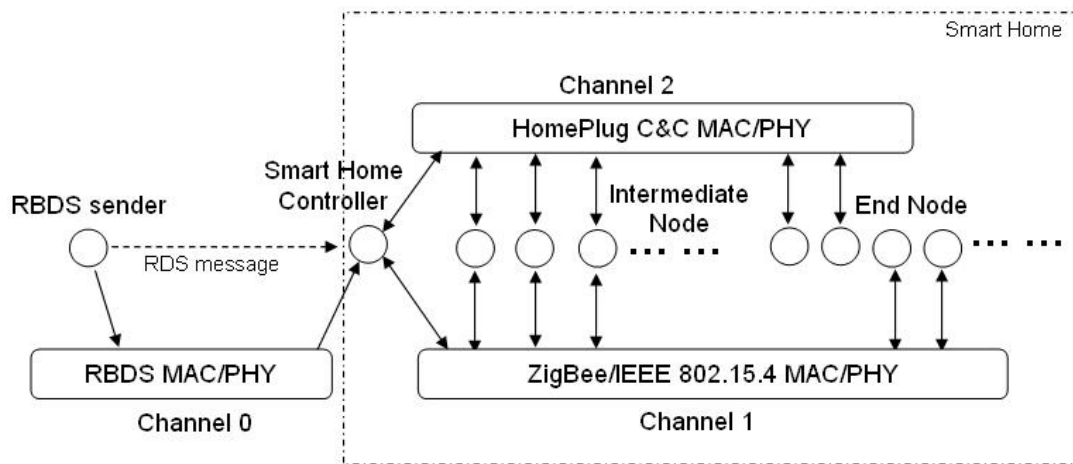 Smart Home
Channel 2
HomePlug C&C MAC/PHY
Smart Home
Controller
RBDS sender
Intermediate
Node
End Node
... ...
... ...
RDS message
RBDS MAC/PHY
ZigBee/IEEE 802.15.4 MAC/PHY
Channel 0
Channel 1